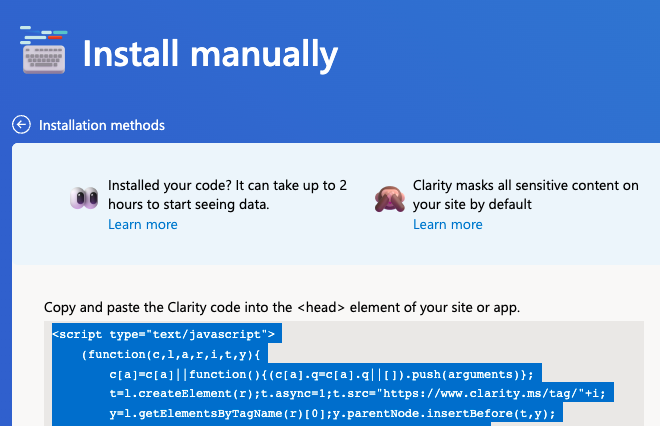 Install manually
Installation methods
Installed your code? It can take up to 2
hours to start seeing data.
Learn more
Clarity masks all sensitive content on
your site by default
Learn more
Copy and paste the Clarity code into the <head> element of your site or app.
<script type="text/javascript">
(function(c,l,a,r,i,t,y){
c[a]=c[a]||function(){(c[a].q=c[a].q||[]).push(arguments)};
t=l.createElement(r);t.async=1;t.src="https://www.clarity.ms/tag/"+i;
y=l.getElementsByTagName(r)[0];y.parentNode.insertBefore(t,y);